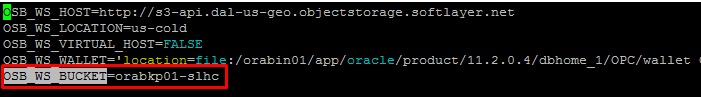 OSB_WS_HOST=http://s3-api.dal-us-geo.objectstorage.softlayer.net
OSB_WS_LOCATION=us-cold
OSB_WS_VIRTUAL_HOST=FALSE
OSB_WS_WALLET='location=file:/orabin01/app/oracle/product/11.2.0.4/dbhome_1/OPC/wallet
OSB_WS_BUCKET=orabkp01-slhc